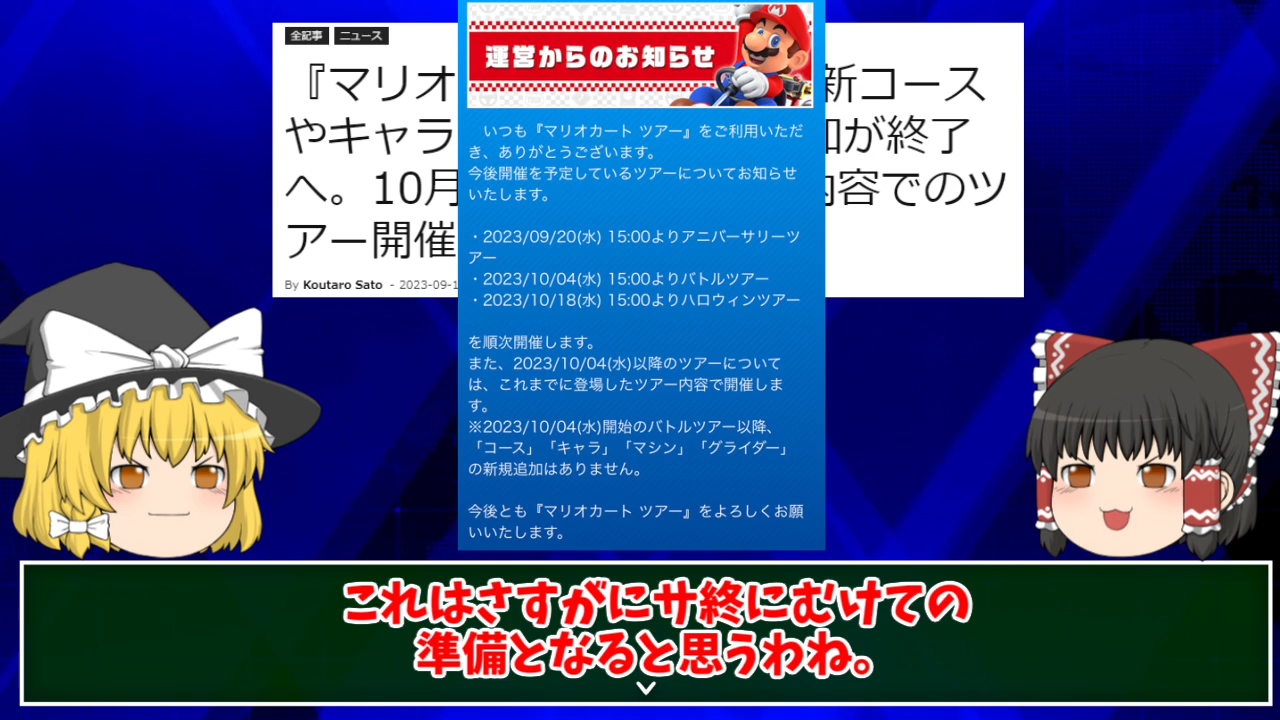 全記事 ニュース
『マリオ
新コース
やキャラ
加が終了
へ。10月
内容でのツ
アー開催
By Koutaro Sato - 2023-09-1
運営からのお知らせ
いつも『マリオカート ツアー』をご利用いただ
き、ありがとうございます。
今後開催を予定しているツアーについてお知らせ
いたします。
・2023/09/20(水) 15:00よりアニバーサリーツ
アー
・2023/10/04(水) 15:00よりバトルツアー
・2023/10/18(水) 15:00よりハロウィンツアー
を順次開催します。
また、2023/10/04(水)以降のツアーについて
は、これまでに登場したツアー内容で開催しま
す。
※2023/10/04(水)開始のバトルツアー以降、
「コース」「キャラ」「マシン」「グライダー」
の新規追加はありません。
今後とも『マリオカート ツアー』をよろしくお願
いいたします。
これはさすがにサ終にむけての
準備となると思うわね。